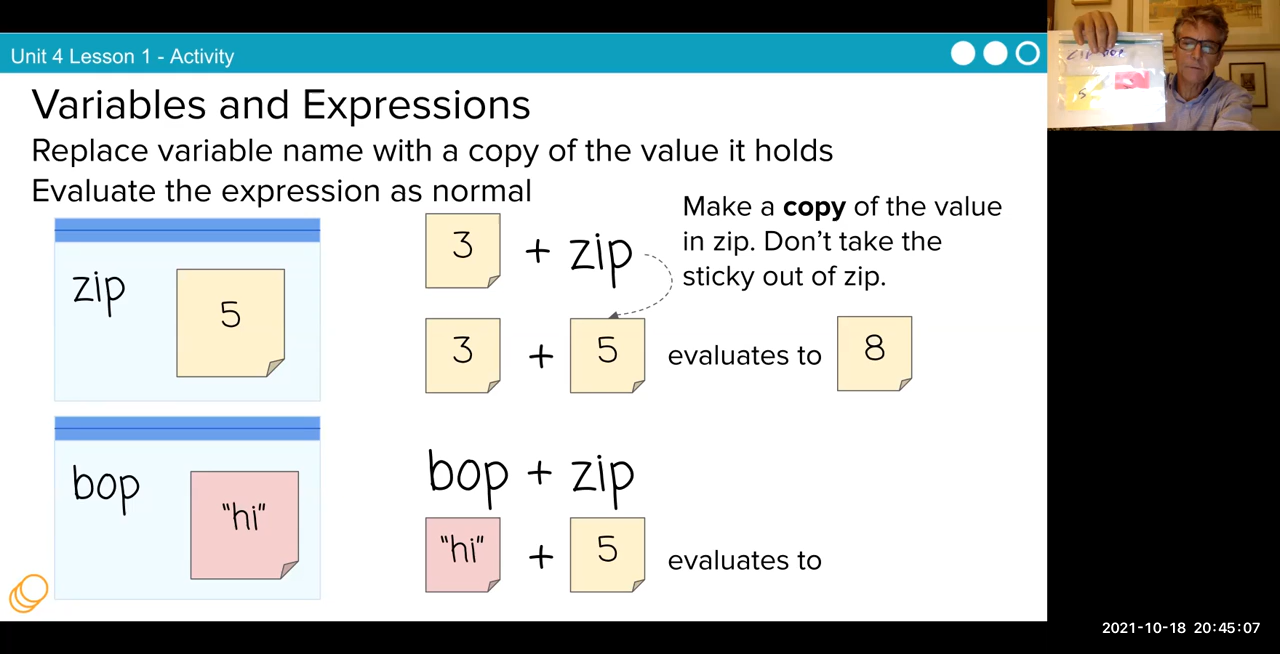 Unit 4 Lesson 1 - Activity
Variables and Expressions
Replace variable name with a copy of the value it holds
Evaluate the expression as normal
zip
5
3 + zip
Make a copy of the value
in zip. Don't take the
sticky out of zip.
3 + 5 evaluates to 8
bop
"hi"
bop + zip
"hi" + 5 evaluates to
zip
5
2021-10-18 20:45:07